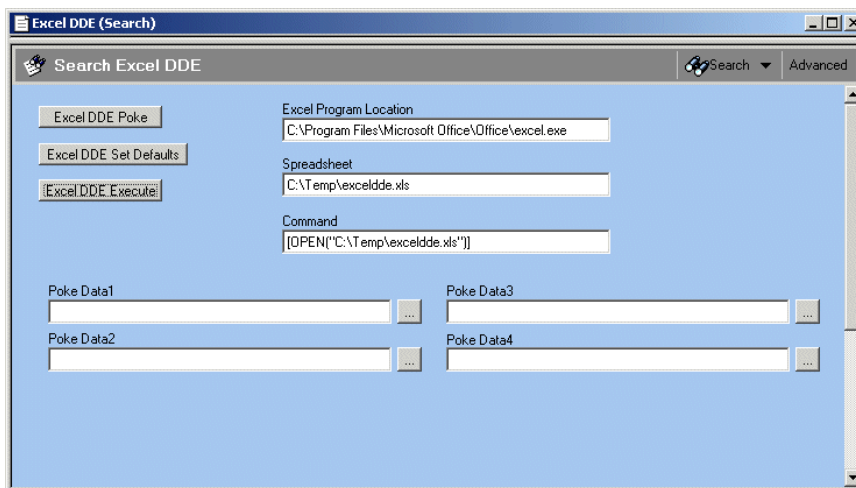 Excel DDE (Search)
Search Excel DDE
Search
Advanced
Excel DDE Poke
Excel DDE Set Defaults
Excel DDE Execute
Excel Program Location
C:\Program Files\Microsoft Office\Office\excel.exe
Spreadsheet
C:\Temp\exceldde.xls
Command
[OPEN("C:\Temp\exceldde.xls")]
Poke Data1
...
Poke Data3
...
Poke Data2
...
Poke Data4
...